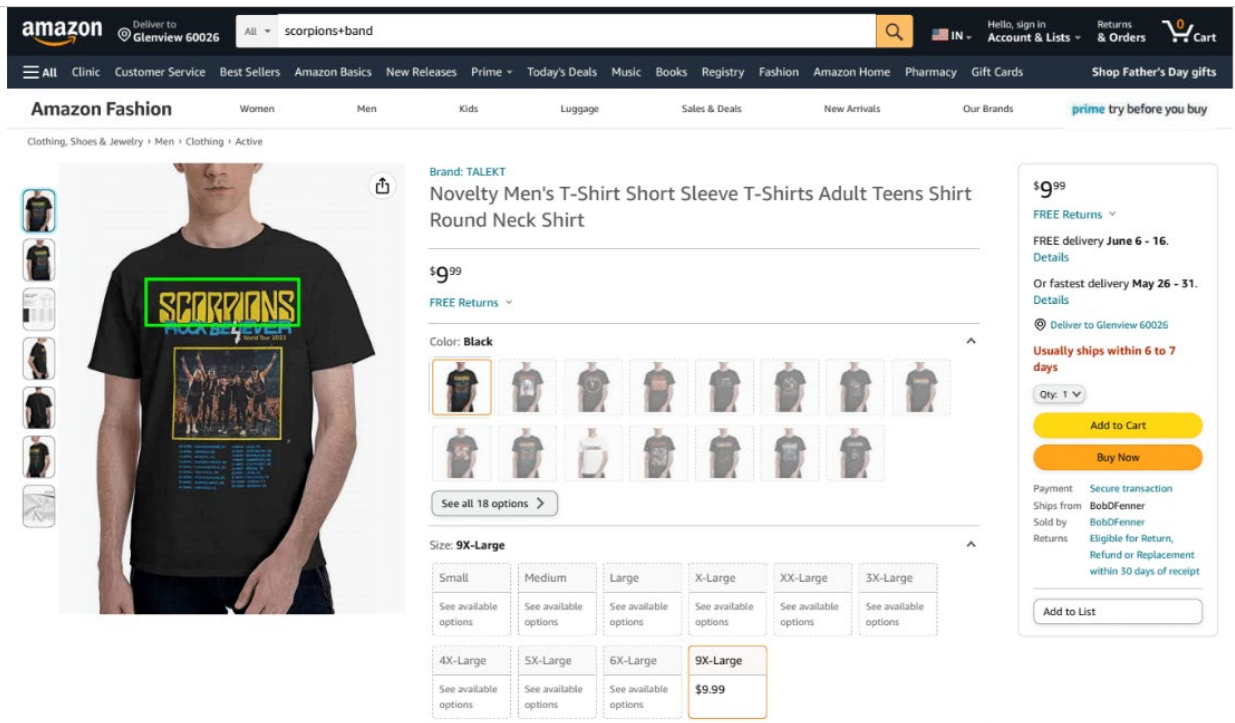 amazon
Deliver to
Glenview 60026
All
scorpions+band
IN
Hello, sign in
Account & Lists
Returns
& Orders
0
Cart
All
Clinic
Customer Service
Best Sellers
Amazon Basics
New Releases
Prime
Today's Deals
Music
Books
Registry
Fashion
Amazon Home
Pharmacy
Gift Cards
Shop Father's Day gifts
Amazon Fashion
Women
Men
Kids
Luggage
Sales & Deals
New Arrivals
Our Brands
prime try before you buy
Clothing, Shoes & Jewelry › Men › Clothing › Active
SCORPIONS
ROCK BELIEVER
World Tour 2023
Brand: TALEKT
Novelty Men's T-Shirt Short Sleeve T-Shirts Adult Teens Shirt
Round Neck Shirt
$9.99
FREE Returns
Color: Black
See all 18 options
Size: 9X-Large
Small
See available
options
Medium
See available
options
Large
See available
options
X-Large
See available
options
XX-Large
See available
options
3X-Large
See available
options
4X-Large
See available
options
5X-Large
See available
options
6X-Large
See available
options
9X-Large
$9.99
$9.99
FREE Returns
FREE delivery June 6 - 16.
Details
Or fastest delivery May 26 - 31.
Details
Deliver to Glenview 60026
Usually ships within 6 to 7
days
Qty: 1
Add to Cart
Buy Now
Payment Secure transaction
Ships from BobDFenner
Sold by BobDFenner
Returns Eligible for Return,
Refund or Replacement
within 30 days of receipt
Add to List